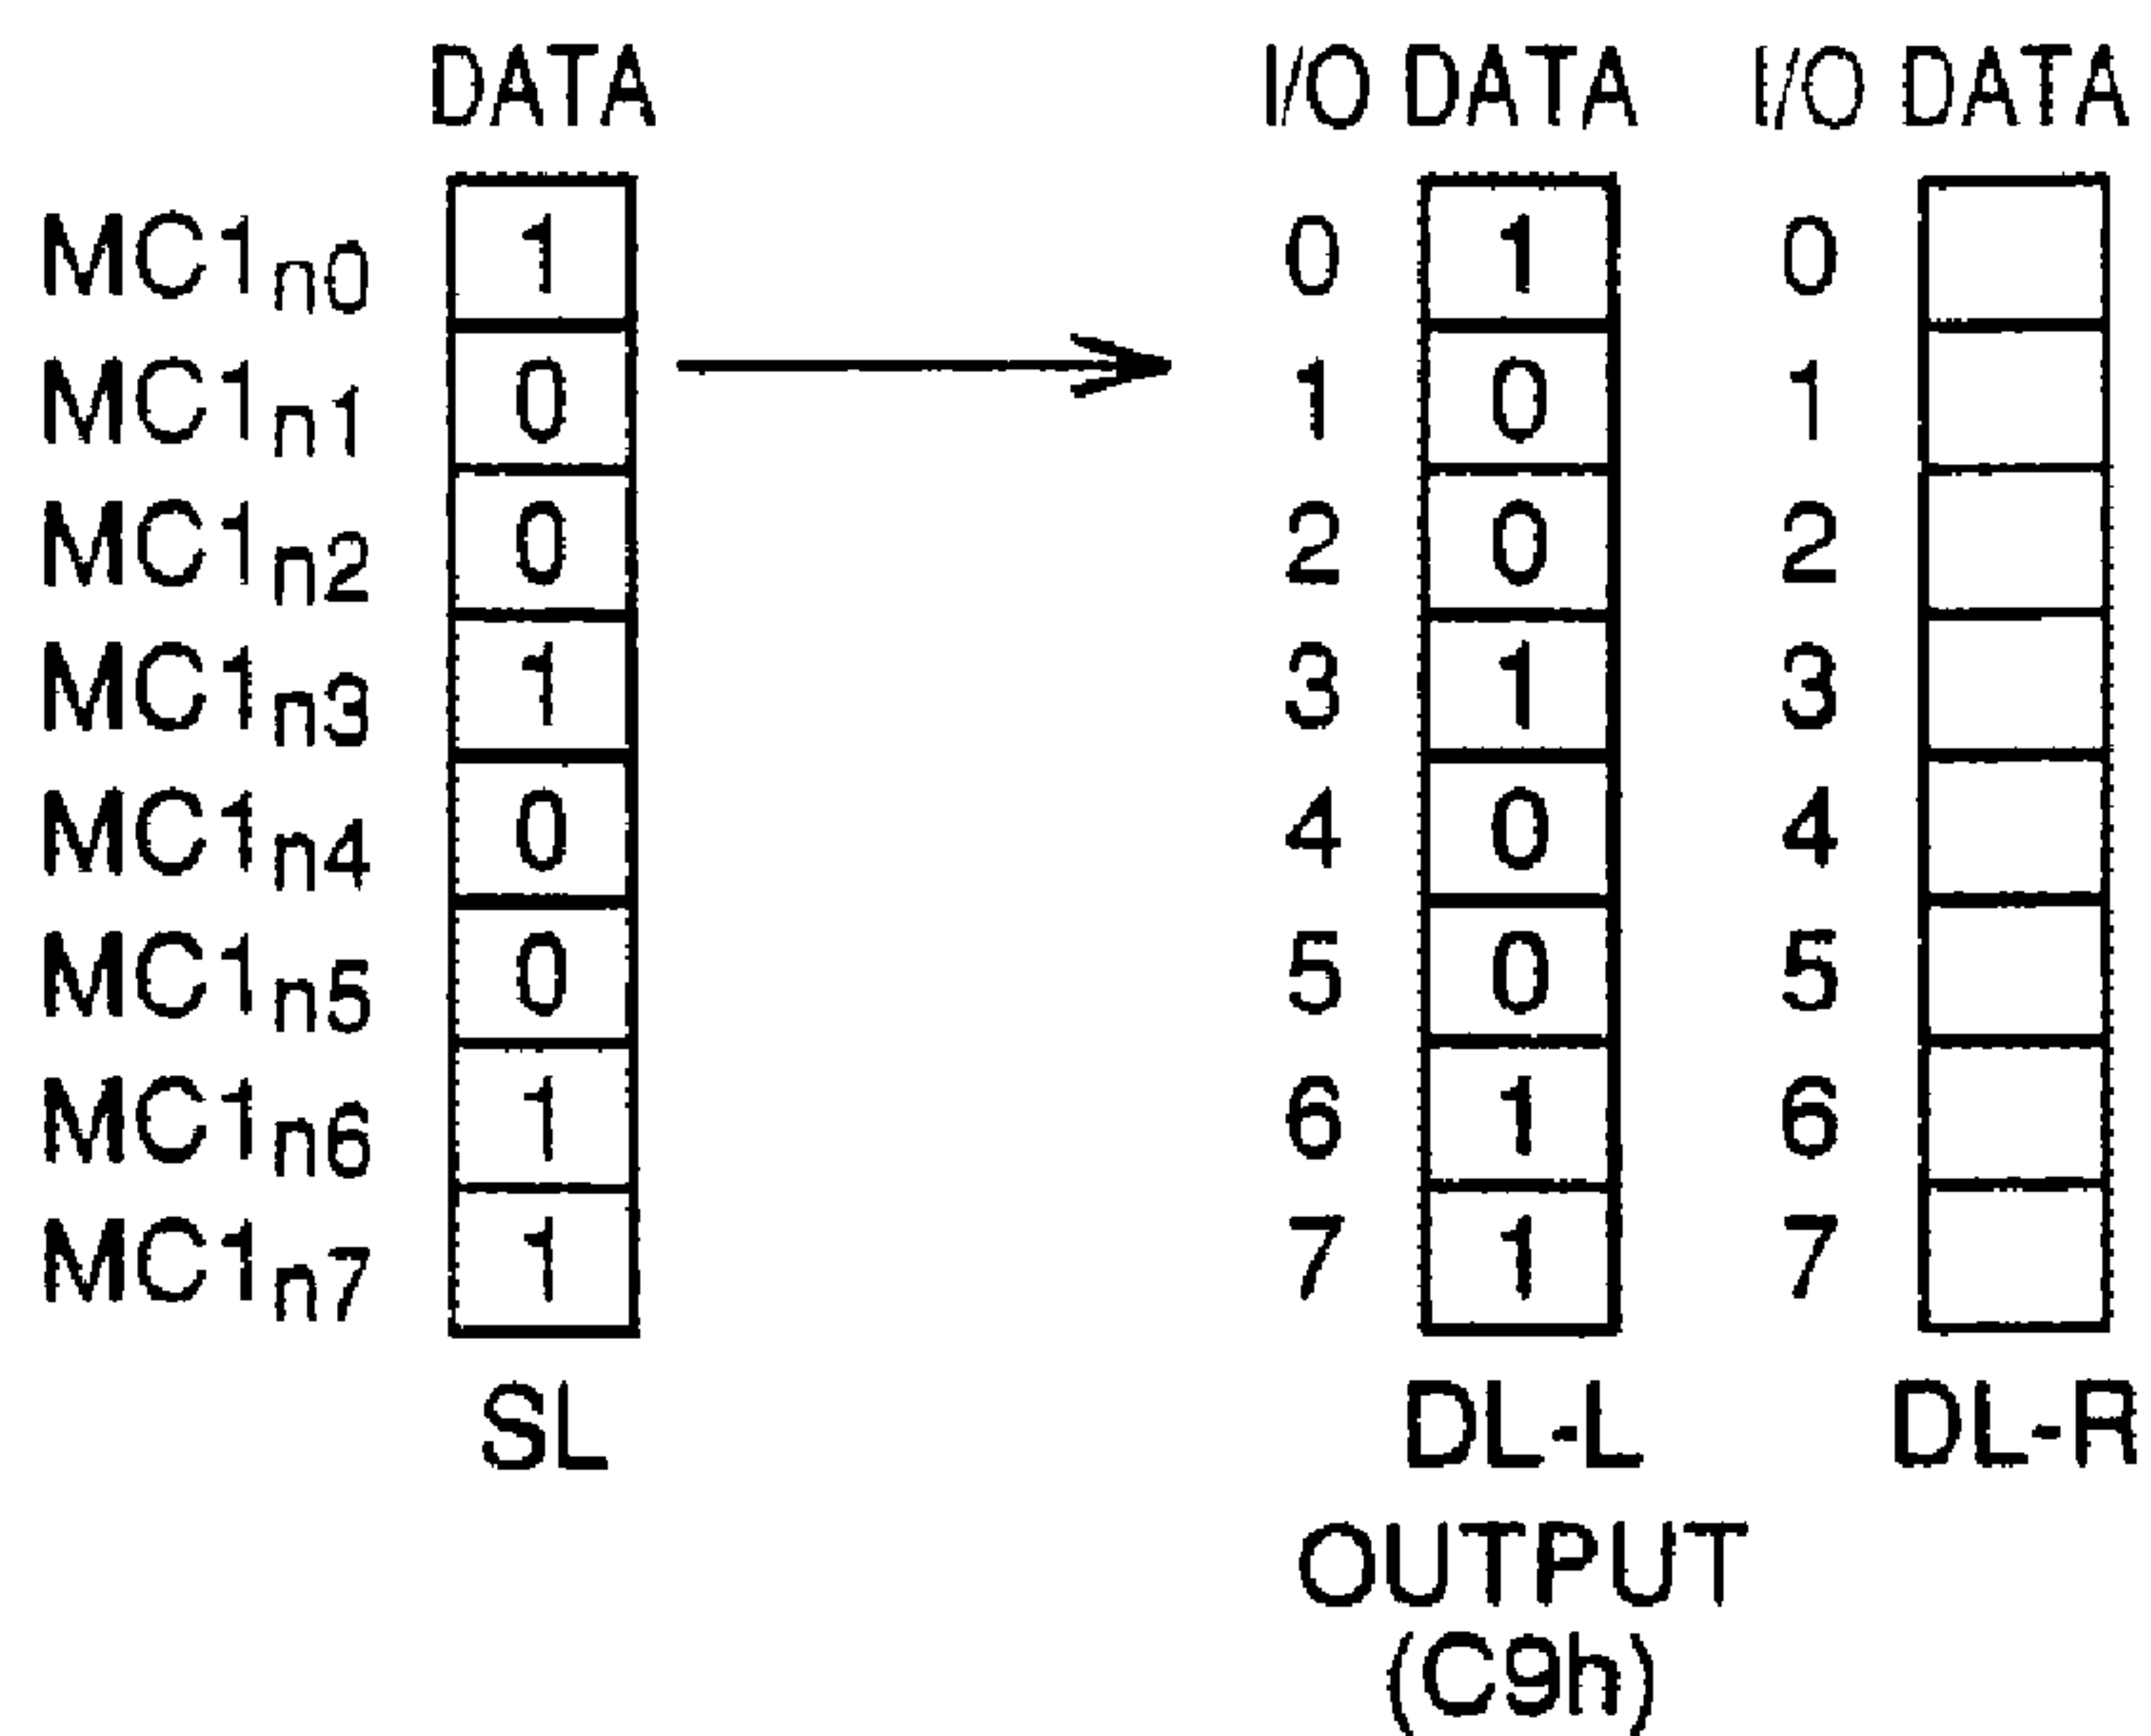 DATA I/O DATA I/O DATA
MC1n0 1 0 1 0
MC1n1 0 1 0 1
MC1n2 0 2 0 2
MC1n3 1 3 1 3
MC1n4 0 4 0 4
MC1n5 0 5 0 5
MC1n6 1 6 1 6
MC1n7 1 7 1 7
SL DL-L DL-R
OUTPUT
(C9h)